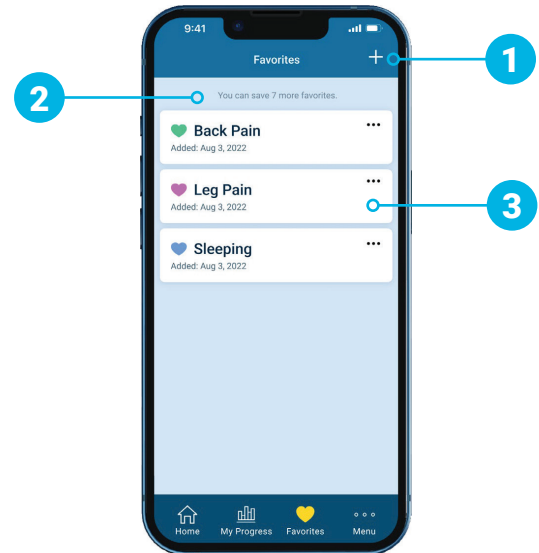 9:41
Favorites
1
2
You can save 7 more favorites.
Back Pain
Added: Aug 3, 2022
Leg Pain
Added: Aug 3, 2022
3
Sleeping
Added: Aug 3, 2022
Home My Progress Favorites Menu